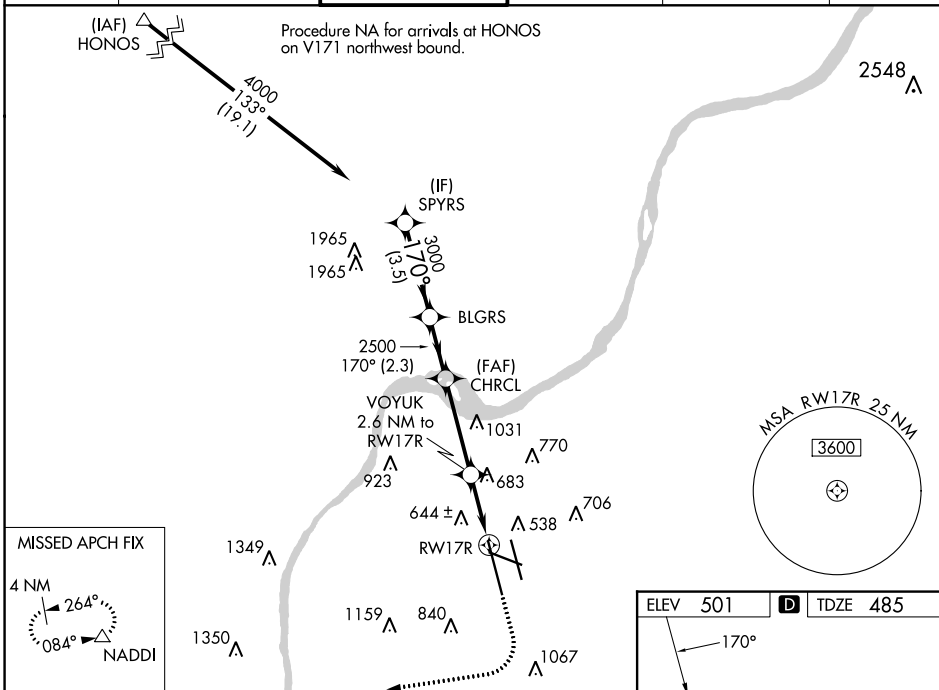 (IAF)
HONOS
Procedure NA for arrivals at HONOS
on V171 northwest bound.
2548
4000
133°
(19.1)
(IF)
SPYRS
1965
1965
3000
170°
(3.5)
BLGRS
2500
170° (2.3)
(FAF)
CHRCL
VOYUK
2.6 NM to
RW17R
1031
770
923
683
706
644 ±
538
RW17R
MSA RW17R 25 NM
3600
MISSED APCH FIX
4 NM
264°
084°
NADDI
1349
1350
1159
840
1067
ELEV 501
D
TDZE 485
170°